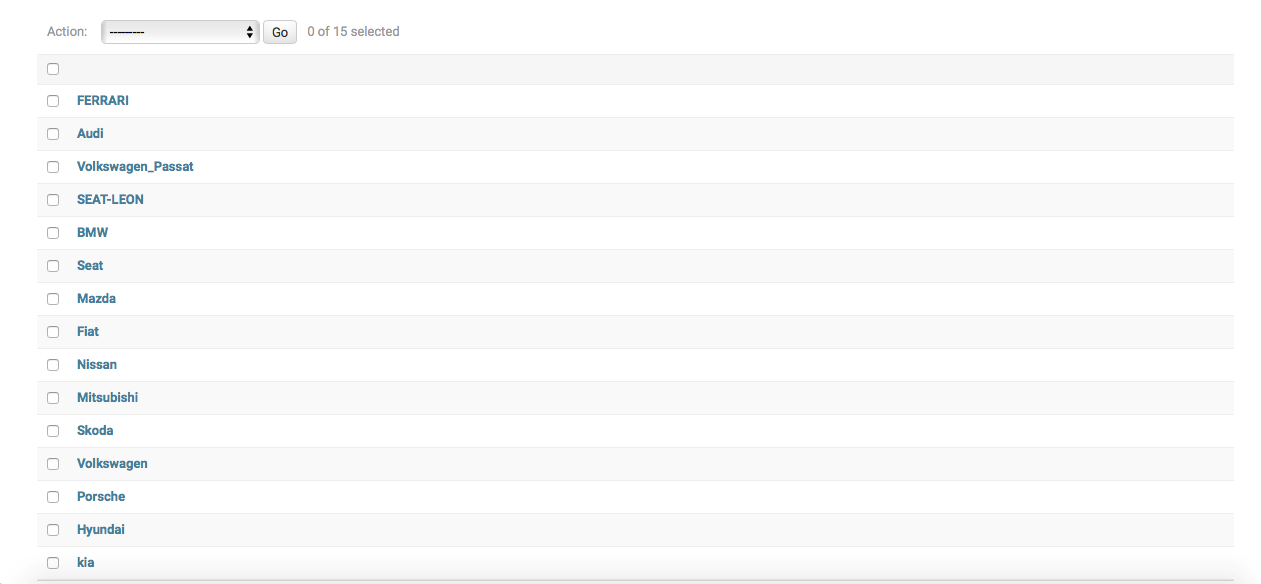 Action: --------- Go 0 of 15 selected
FERRARI
Audi
Volkswagen_Passat
SEAT-LEON
BMW
Seat
Mazda
Fiat
Nissan
Mitsubishi
Skoda
Volkswagen
Porsche
Hyundai
kia